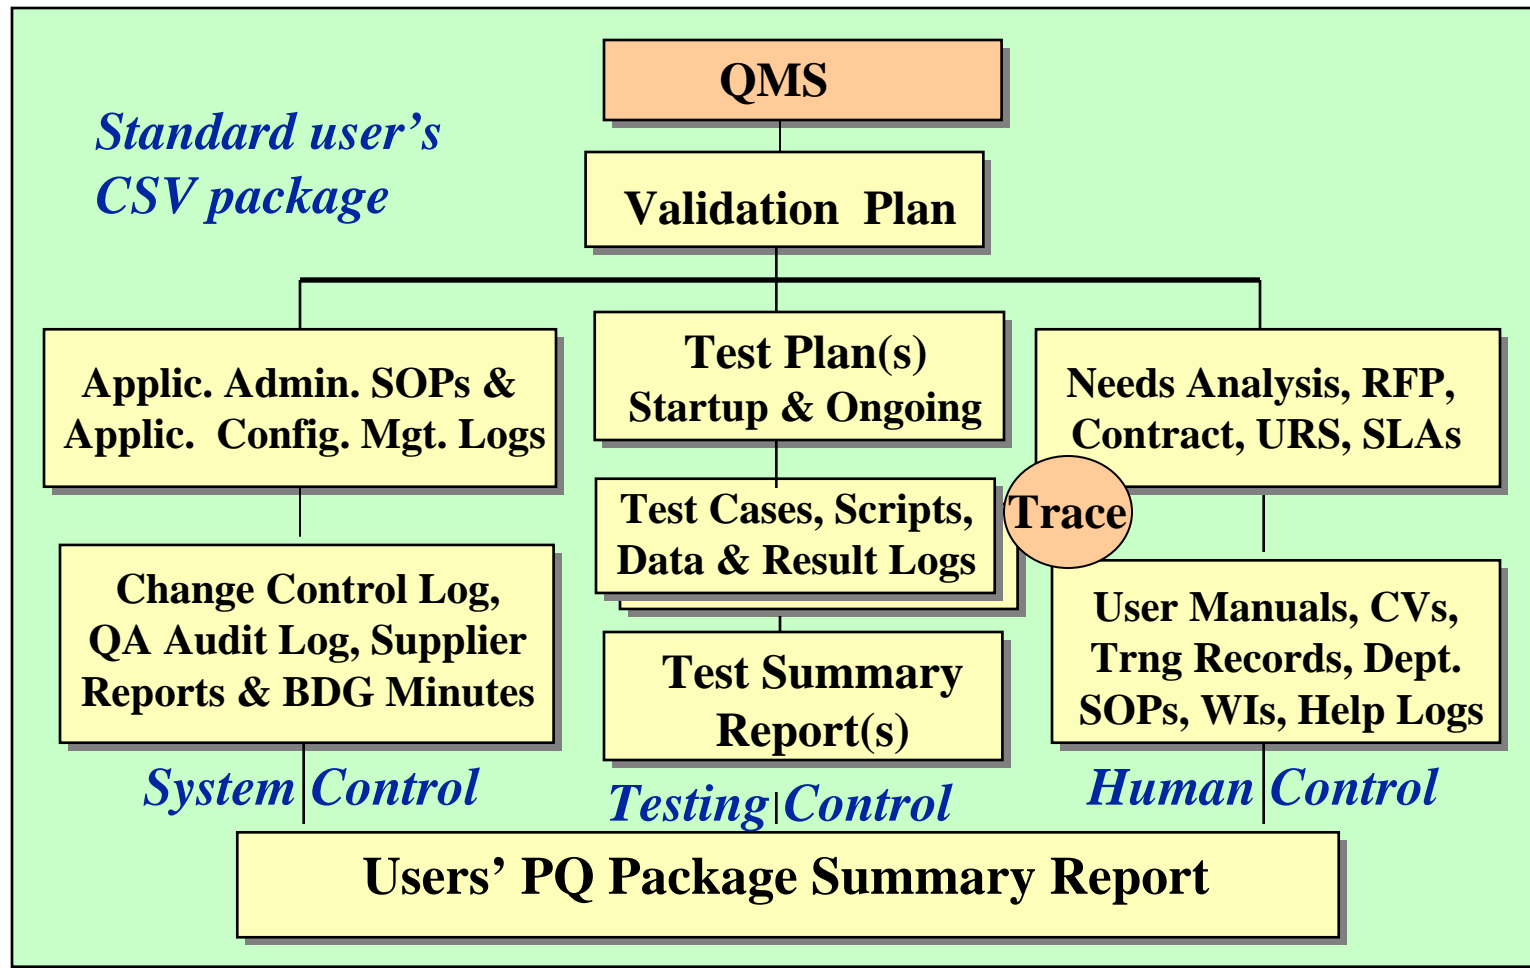 QMS
Standard user’s
CSV package
Validation Plan
Applic. Admin. SOPs &
Applic. Config. Mgt. Logs
Test Plan(s)
Startup & Ongoing
Needs Analysis, RFP,
Contract, URS, SLAs
Trace
Test Cases, Scripts,
Data & Result Logs
Change Control Log,
QA Audit Log, Supplier
Reports & BDG Minutes
Test Summary
Report(s)
User Manuals, CVs,
Trng Records, Dept.
SOPs, WIs, Help Logs
System Control
Testing Control
Human Control
Users’ PQ Package Summary Report